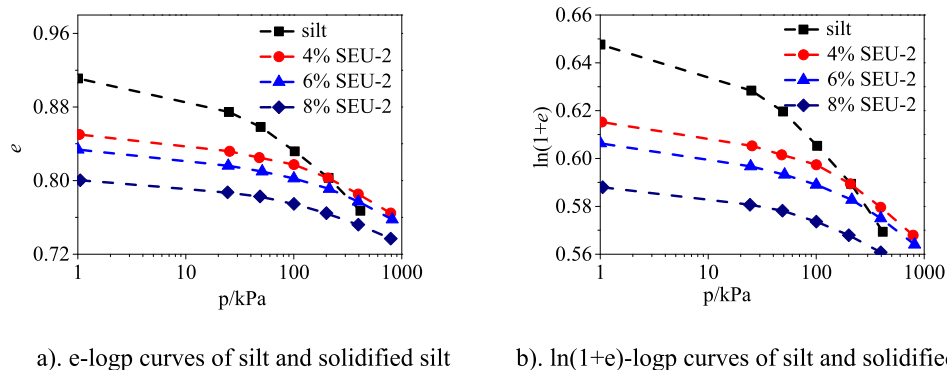 0.96
0.88
0.80
0.72
e
1 10 100 1000
p/kPa
silt
4% SEU-2
6% SEU-2
8% SEU-2
a). e-logp curves of silt and solidified silt
0.66
0.64
0.62
0.60
0.58
0.56
ln(1+e)
1 10 100 1000
p/kPa
silt
4% SEU-2
6% SEU-2
8% SEU-2
b). ln(1+e)-logp curves of silt and solidified